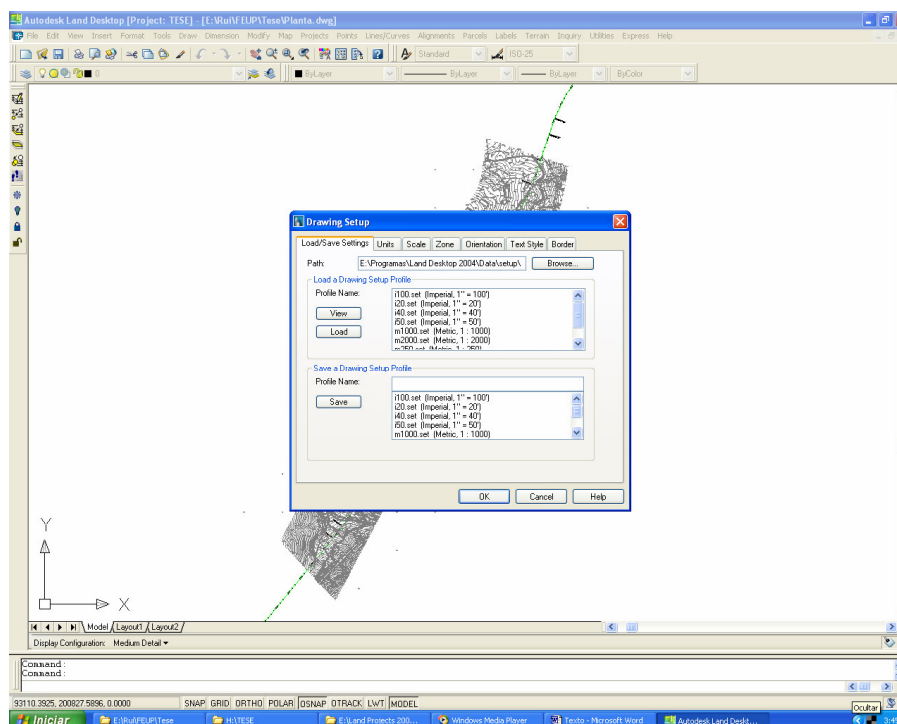 Autodesk Land Desktop [Project: TESE] - [E:\Rui\FEUP\Tese\Planta.dwg]
File Edit View Insert Format Tools Draw Dimension Modify Map Projects Points Lines/Curves Alignments Parcels Labels Terrain Inquiry Utilities Express Help
Standard ISO-25
0 ByLayer ByLayer ByLayer ByColor
Drawing Setup
Load/Save Settings Units Scale Zone Orientation Text Style Border
Path: E:\Programas\Land Desktop 2004\Data\setup\ Browse...
Load a Drawing Setup Profile
Profile Name:
View
Load
i100.set (Imperial, 1" = 100')
i20.set (Imperial, 1" = 20')
i40.set (Imperial, 1" = 40')
i50.set (Imperial, 1" = 50')
m1000.set (Metric, 1 : 1000)
m2000.set (Metric, 1 : 2000)
m250.set (Metric, 1 : 250)
Save a Drawing Setup Profile
Profile Name:
Save
i100.set (Imperial, 1" = 100')
i20.set (Imperial, 1" = 20')
i40.set (Imperial, 1" = 40')
i50.set (Imperial, 1" = 50')
m1000.set (Metric, 1 : 1000)
OK Cancel Help
Y
X
Model Layout1 Layout2
Display Configuration: Medium Detail
Command:
Command:
93110.3925, 200827.5896, 0.0000 SNAP GRID ORTHO POLAR OSNAP OTRACK LWT MODEL
Ocultar
Iniciar E:\Rui\FEUP\Tese H:\TESE E:\Land Projects 200... Windows Media Player Texto - Microsoft Word Autodesk Land Deskt...